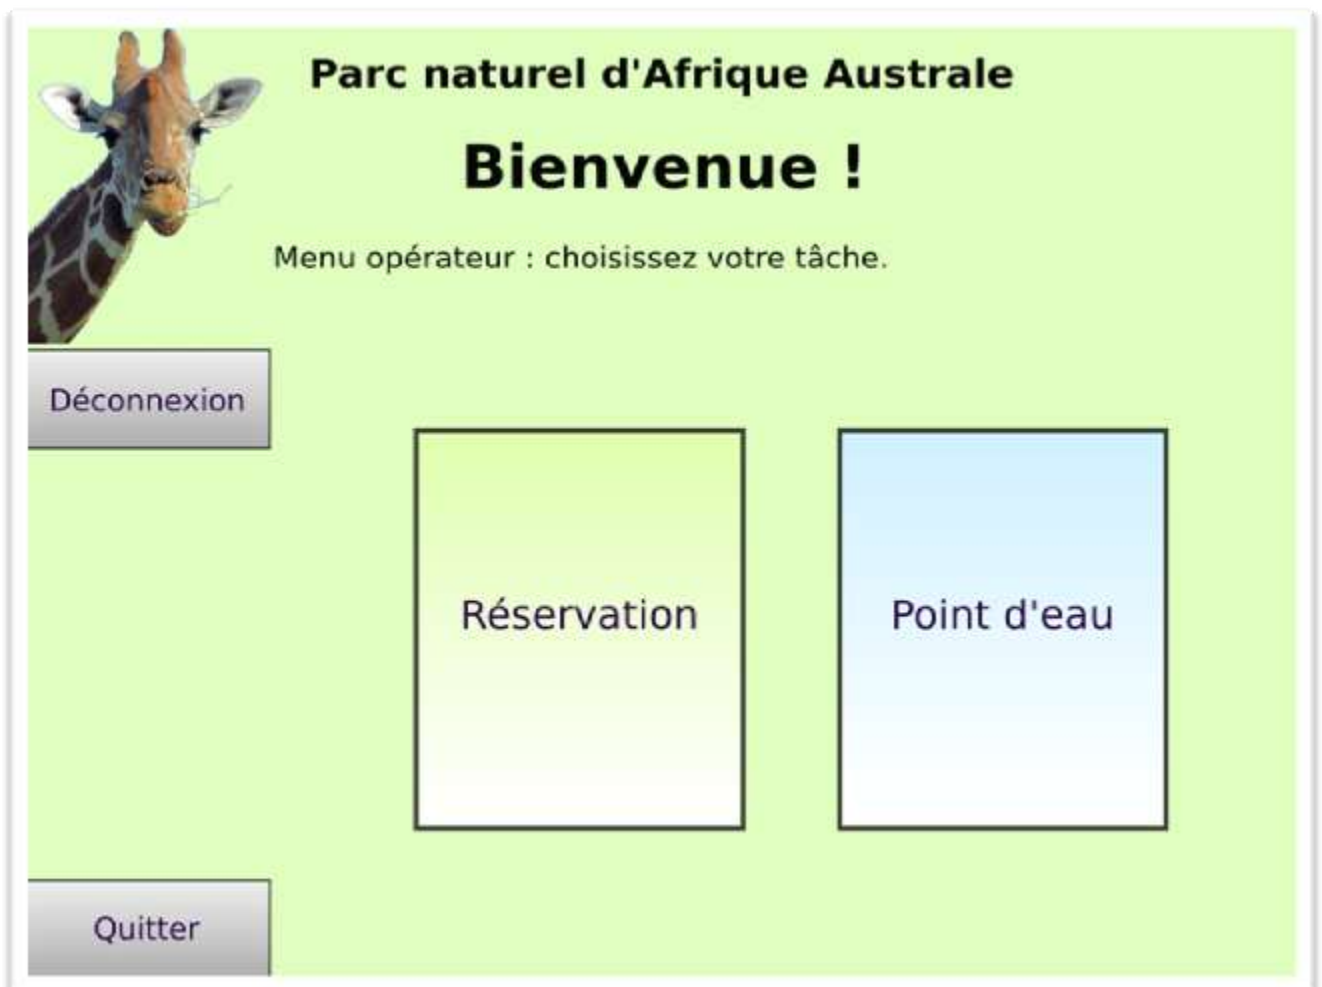 Parc naturel d'Afrique Australe
Bienvenue !
Menu opérateur : choisissez votre tâche.
Déconnexion
Réservation
Point d'eau
Quitter